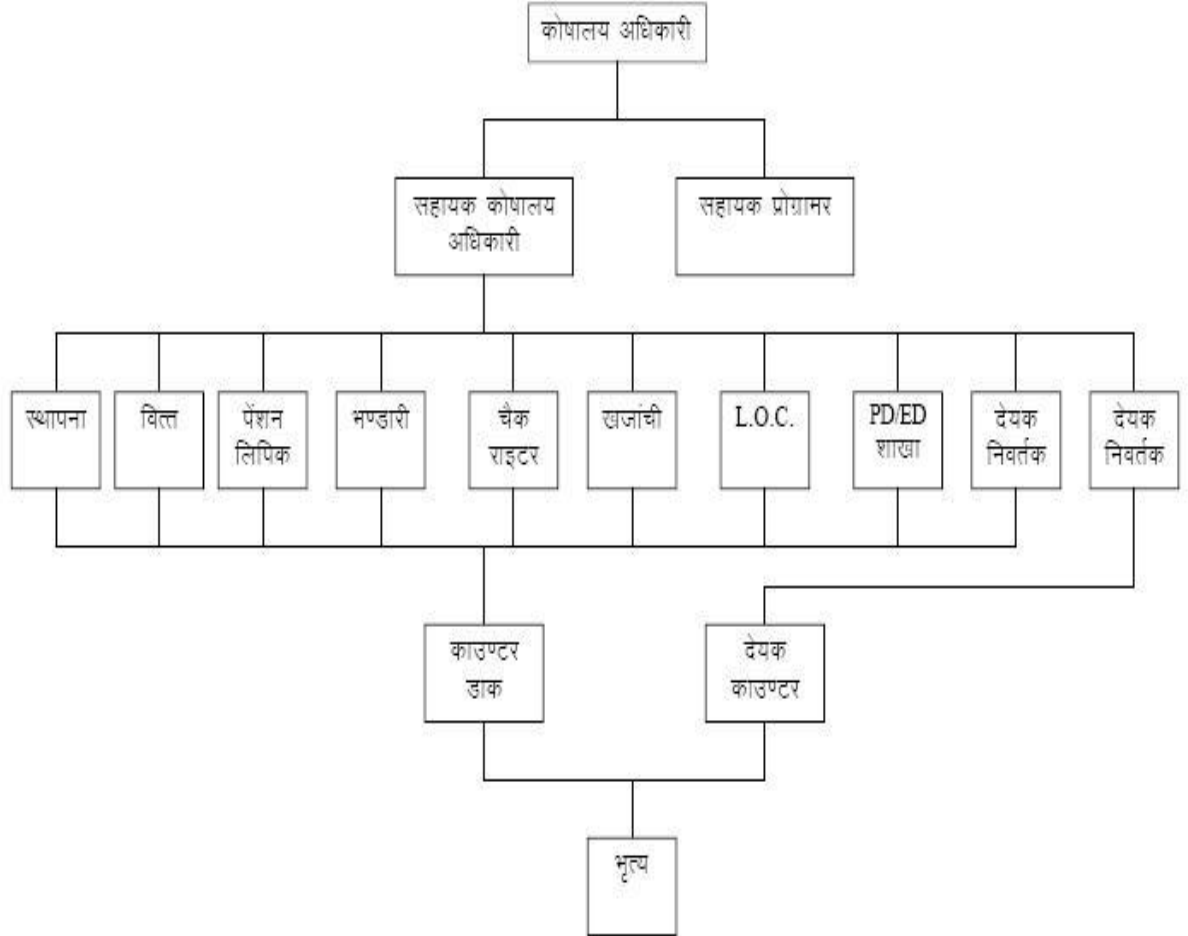 कोषालय अधिकारी
सहायक कोषालय
अधिकारी
सहायक प्रोग्रामर
स्थापना
वित्त
पेंशन
लिपिक
भण्डारी
चैक
राइटर
खजांची
L.O.C.
PD/ED
शाखा
देयक
निवर्तक
देयक
निवर्तक
काउण्टर
डाक
देयक
काउण्टर
भृत्य